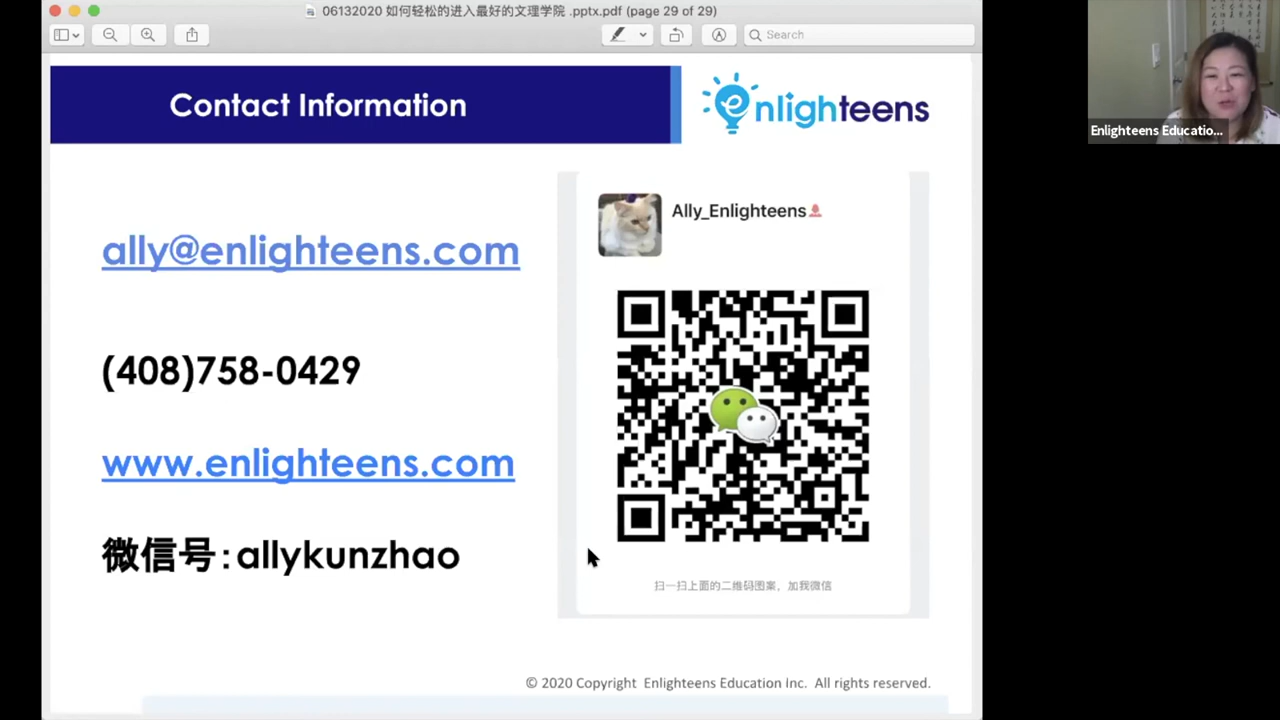 06132020 如何轻松的进入最好的文理学院 .pptx.pdf (page 29 of 29)
Search
Contact Information
enlighteens
Enlighteens Educatio...
Ally_Enlighteens
ally@enlighteens.com
(408)758-0429
www.enlighteens.com
微信号:allykunzhao
扫一扫上面的二维码图案，加我微信
© 2020 Copyright Enlighteens Education Inc. All rights reserved.